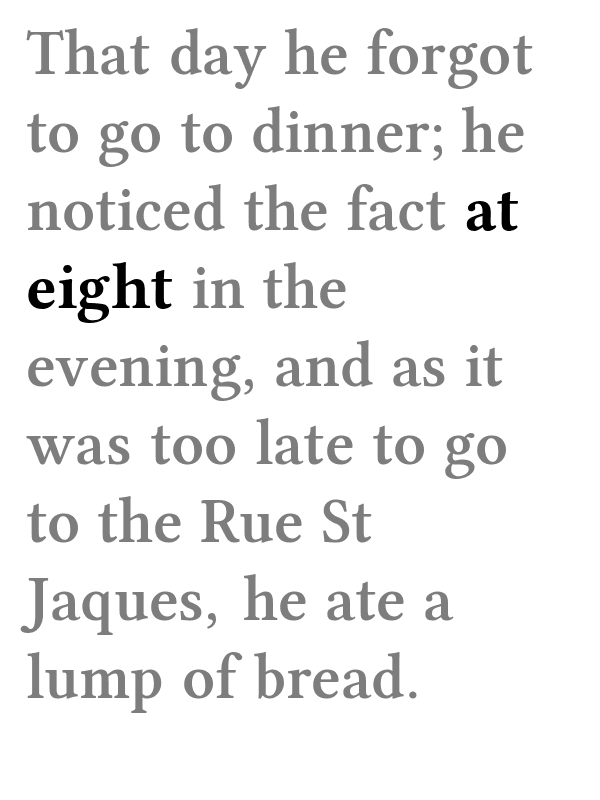 That day he forgot
to go to dinner; he
noticed the fact at
eight in the
evening, and as it
was too late to go
to the Rue St
Jaques, he ate a
lump of bread.